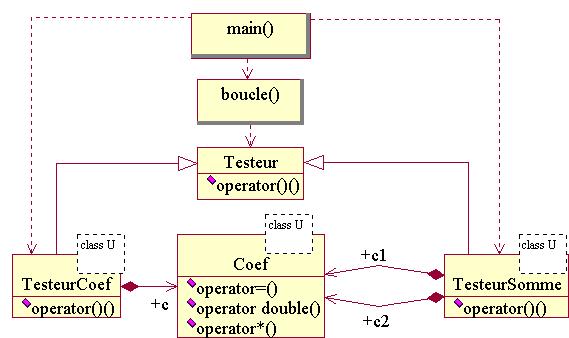 main()
boucle()
Testeur
operator()()
class U
class U
class U
TesteurCoef
operator()()
+c
Coef
operator=()
operator double()
operator*()
+c1
+c2
TesteurSomme
operator()()